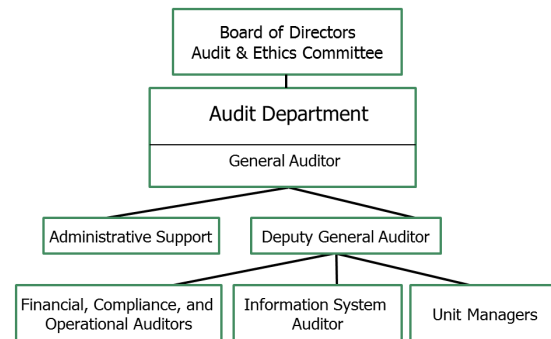 Board of Directors
Audit & Ethics Committee
Audit Department
General Auditor
Administrative Support
Deputy General Auditor
Financial, Compliance, and
Operational Auditors
Information System
Auditor
Unit Managers